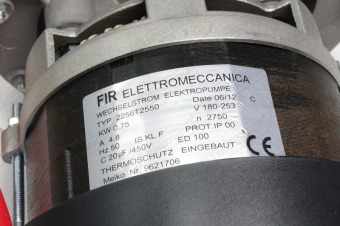 FIR ELETTROMECCANICA
WECHSELSTROM ELEKTROPUMPE
TYP 2256T2550 Date 06/12 C
KW 0.75 V 180-253
A 4.8 n 2750
Hz 50 IS KL F PROT.IP 00
C 20µF/450V ED 100
THERMOSCHUTZ EINGEBAUT CE
Meiko Nr. 9621706